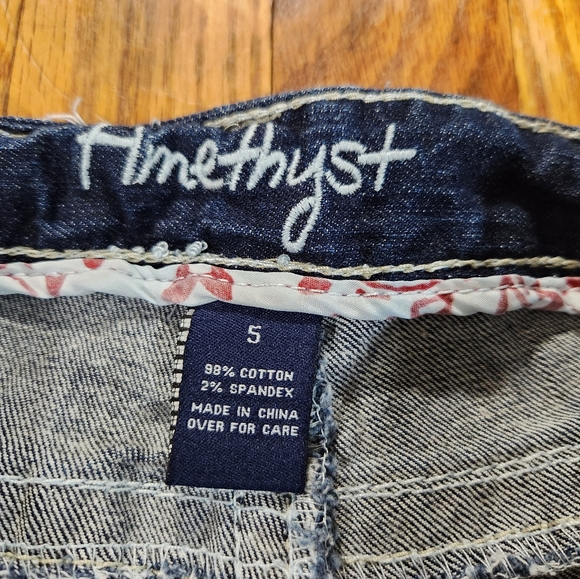 Amethyst
5
98% COTTON
2% SPANDEX
MADE IN CHINA
OVER FOR CARE